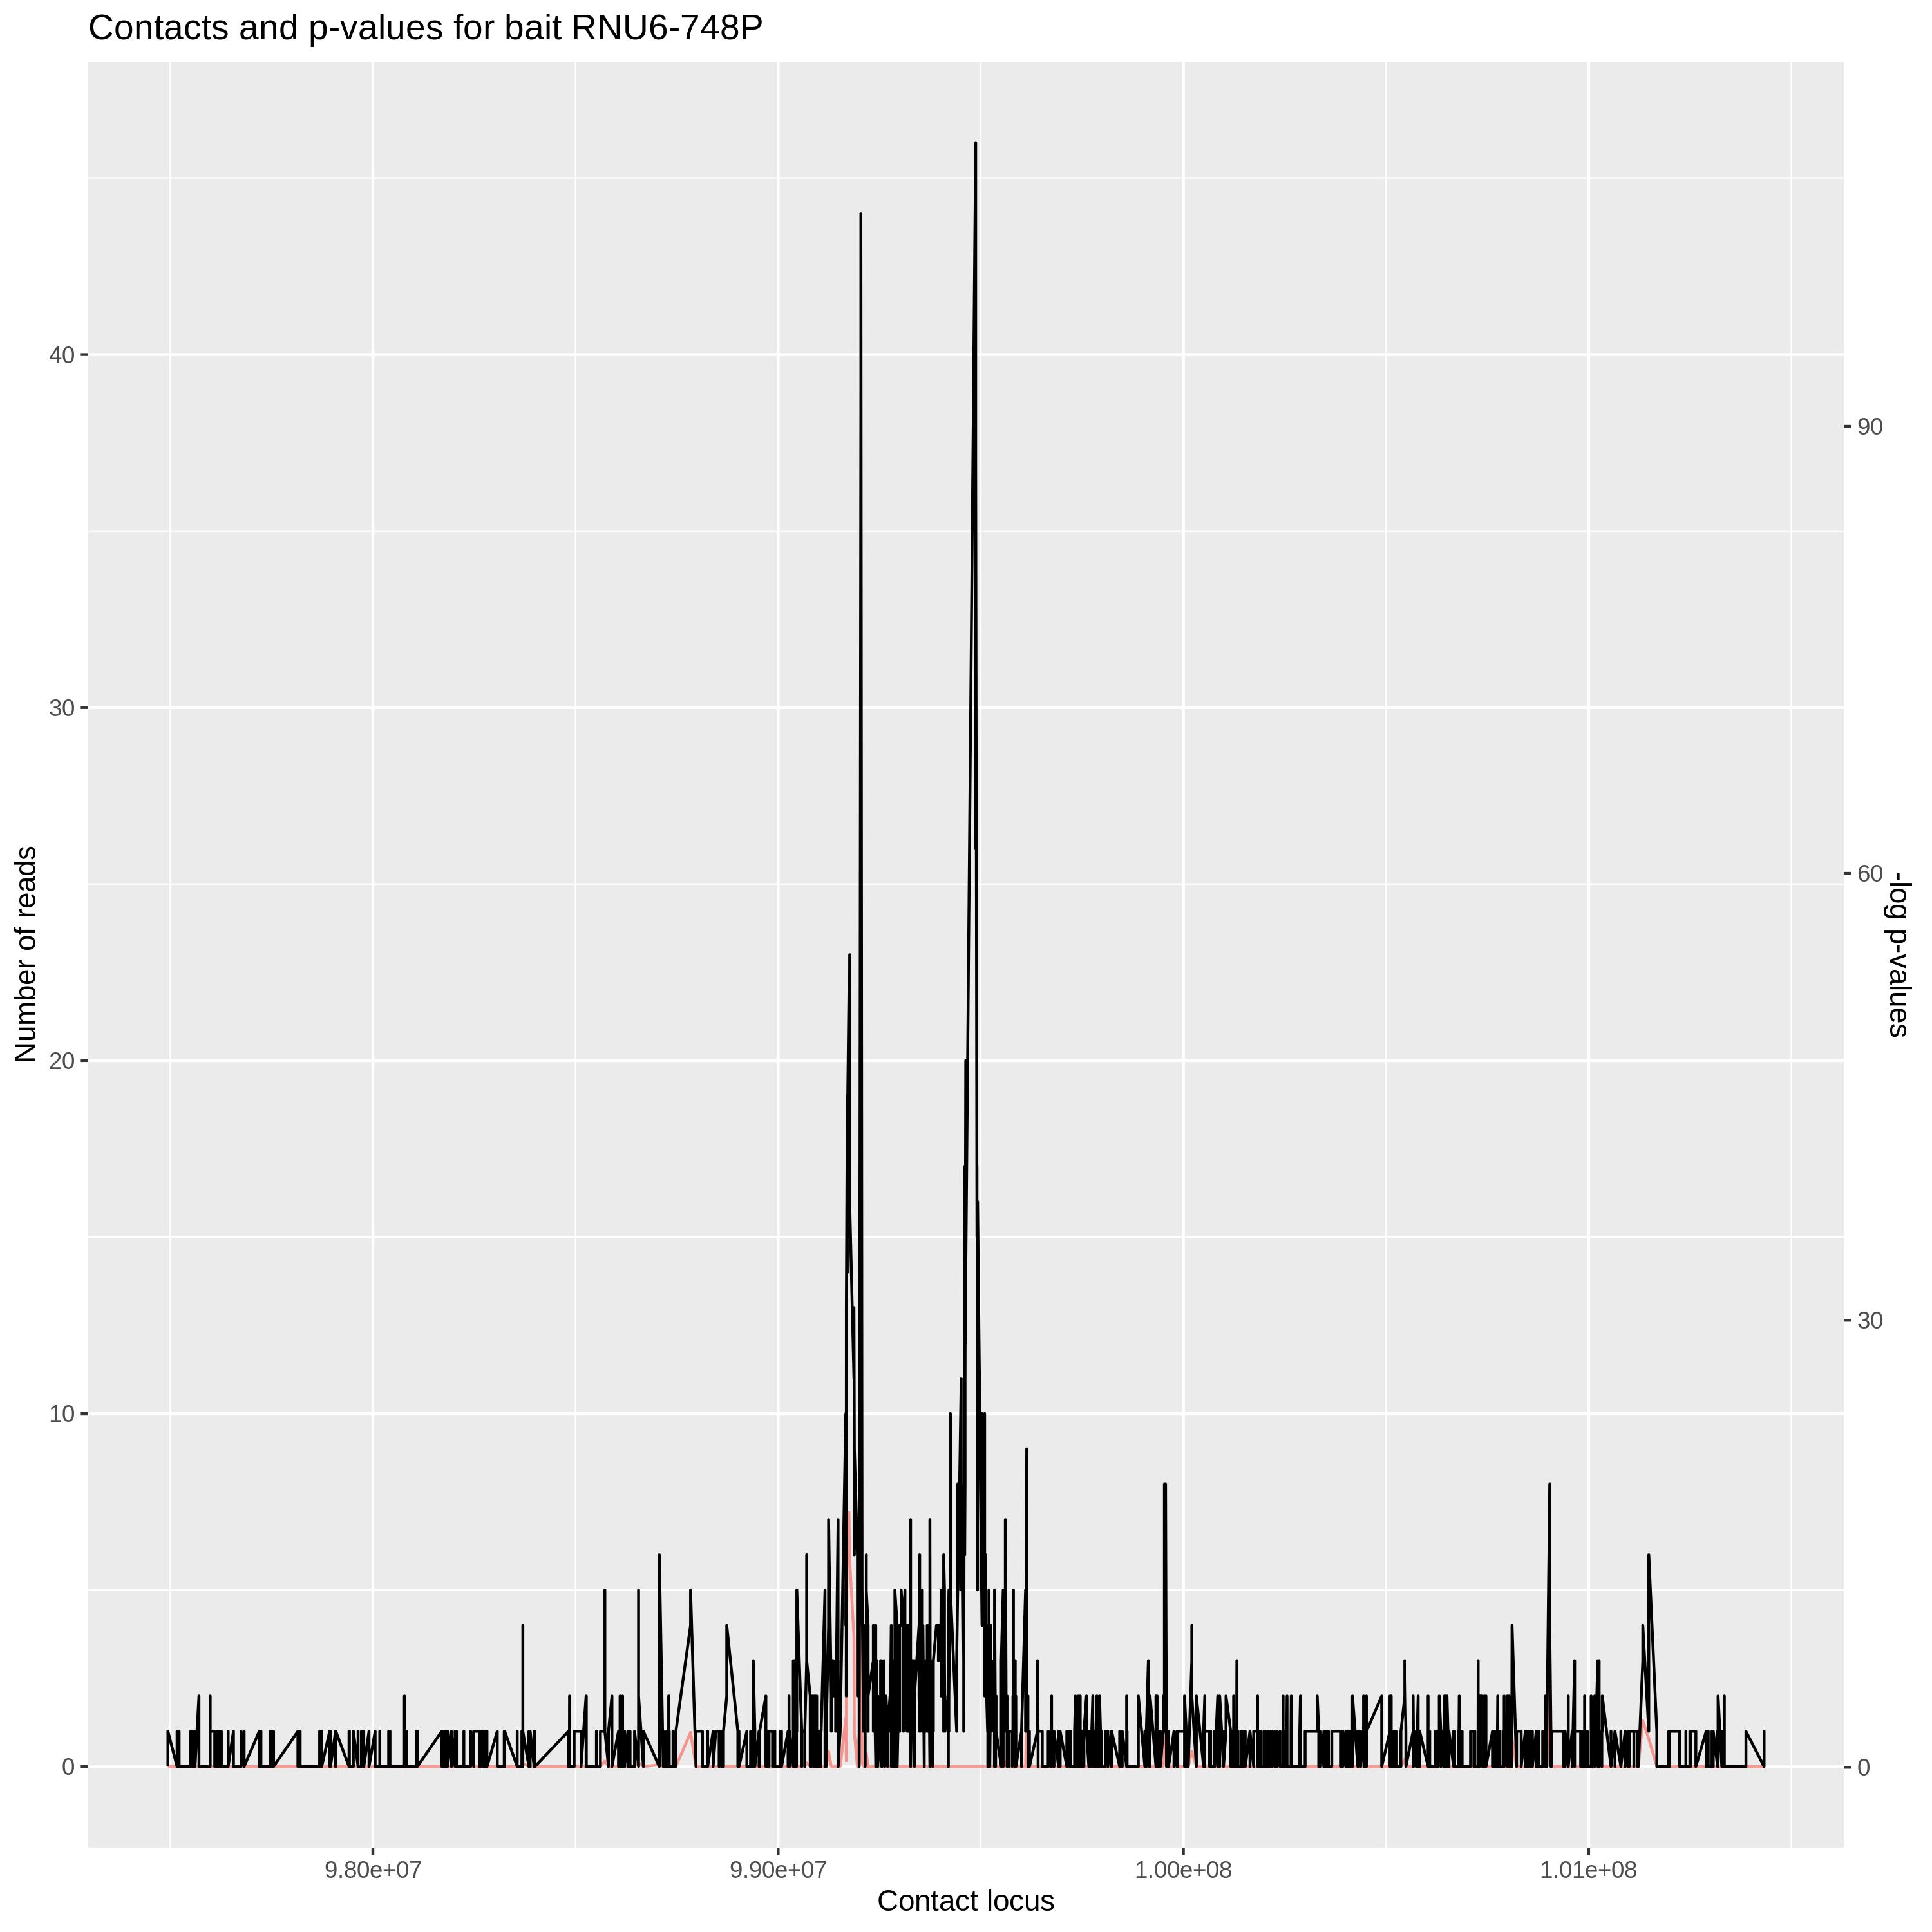 Contacts and p-values for bait RNU6-748P
40
30
20
10
0
Number of reads
90
60
30
0
-log p-values
9.80e+07 9.90e+07 1.00e+08 1.01e+08
Contact locus